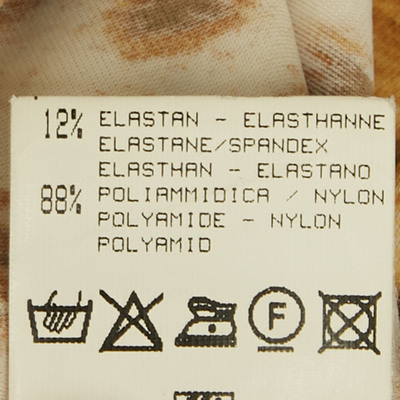 12% ELASTAN - ELASTHANNE
ELASTANE/SPANDEX
ELASTHAN - ELASTANO
88% POLIAMMIDICA / NYLON
POLYAMIDE - NYLON
POLYAMID
F